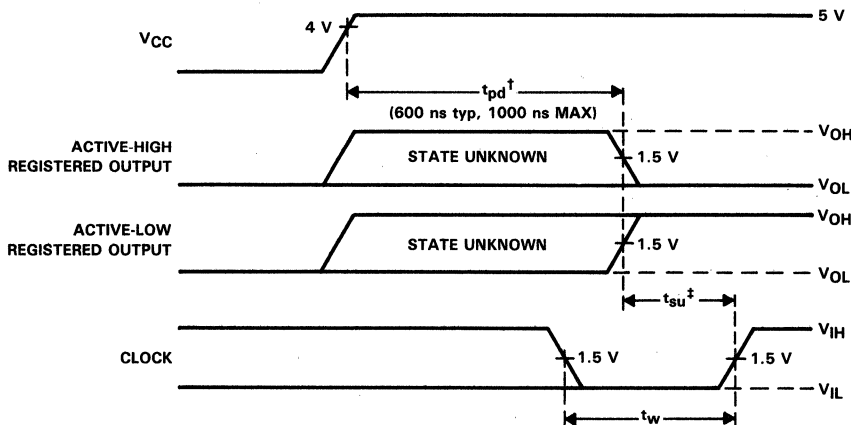 5 V
4 V
VCC
tpd†
(600 ns typ, 1000 ns MAX)
VOH
ACTIVE-HIGH
REGISTERED OUTPUT
STATE UNKNOWN
1.5 V
VOL
VOH
ACTIVE-LOW
REGISTERED OUTPUT
STATE UNKNOWN
1.5 V
VOL
tsu‡
VIH
CLOCK
1.5 V
1.5 V
VIL
tw